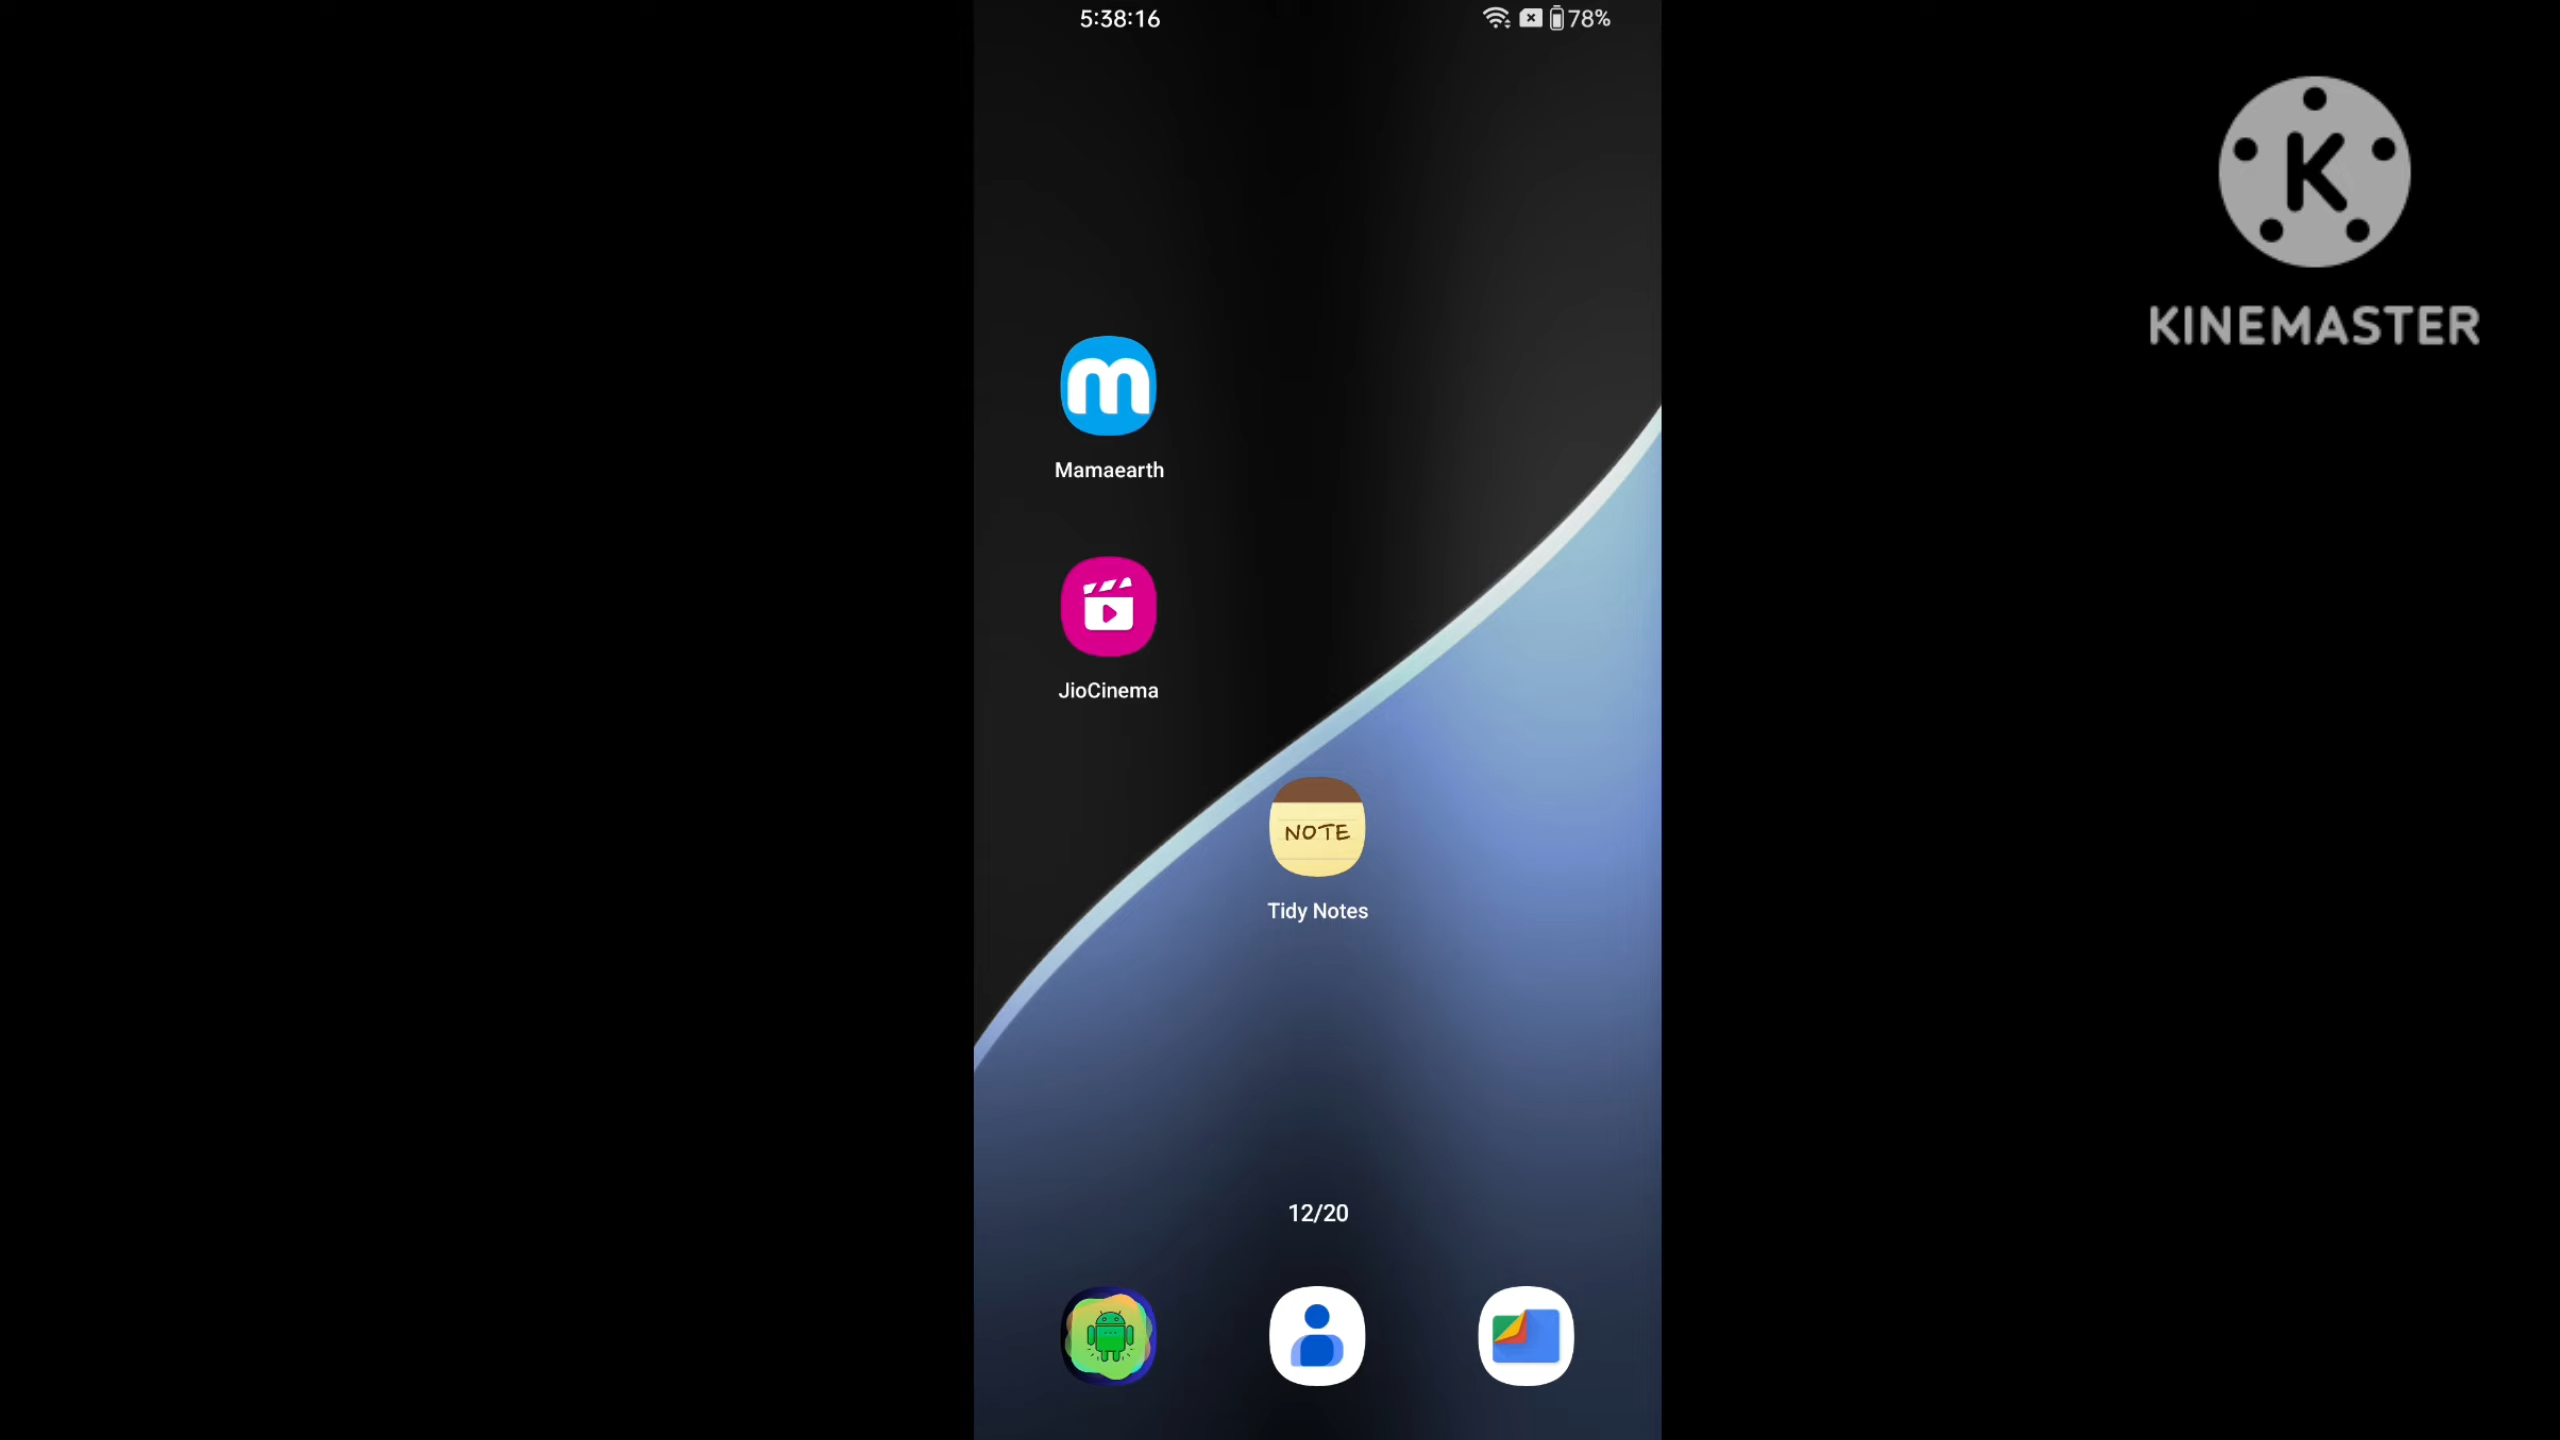 5:38:16
78%
K
KINEMASTER
m
Mamaearth
JioCinema
NOTE
Tidy Notes
12/20